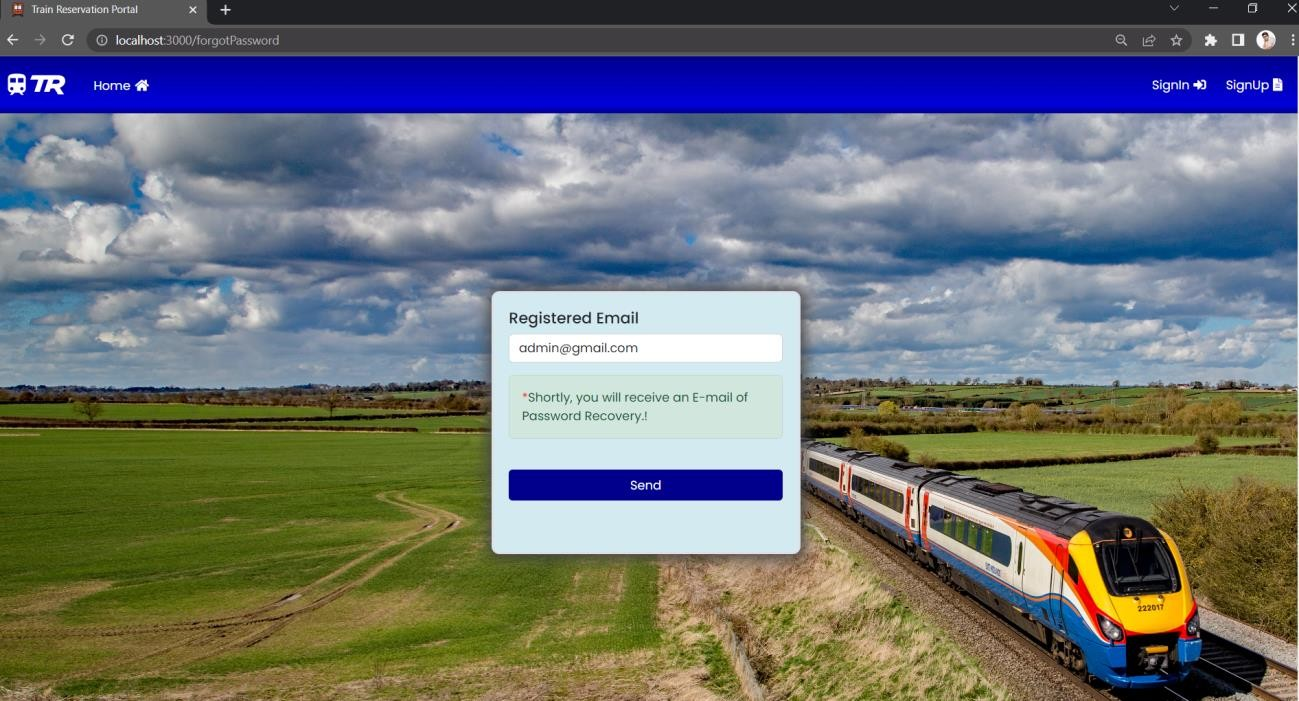 Train Reservation Portal
localhost:3000/forgotPassword
TR Home SignIn SignUp
Registered Email
admin@gmail.com
*Shortly, you will receive an E-mail of
Password Recovery.!
Send
222017